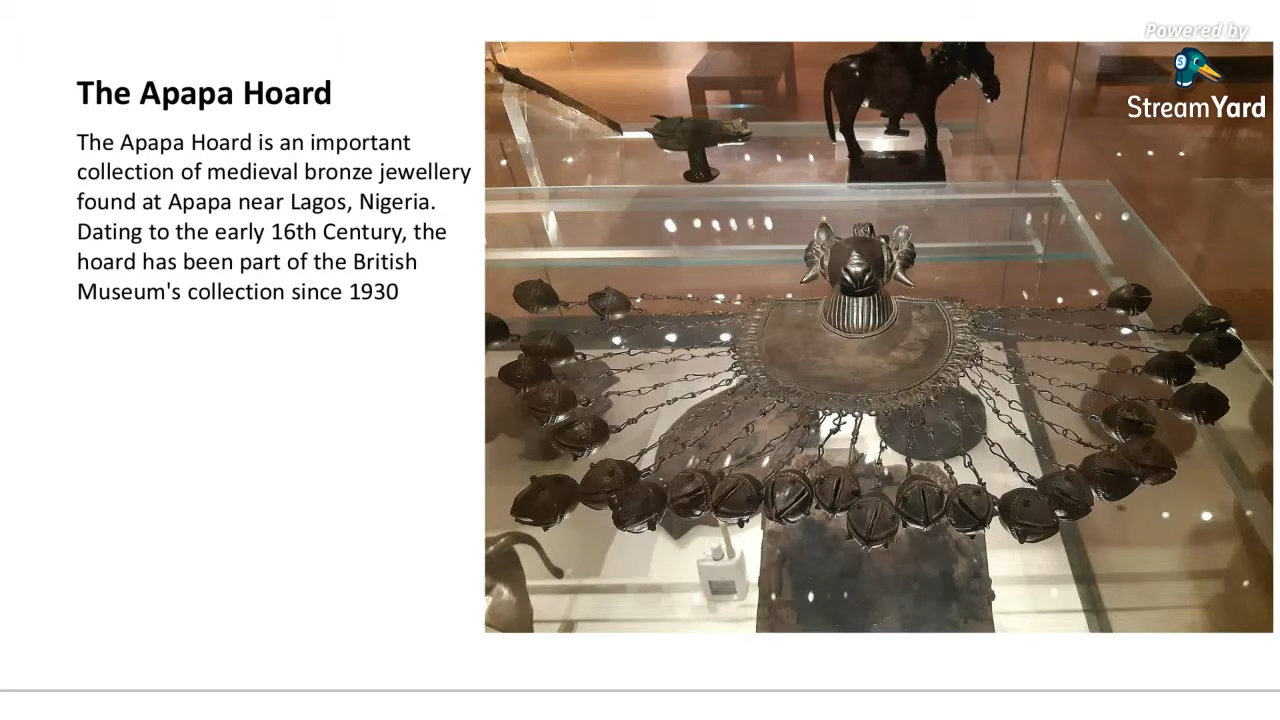 Powered by
StreamYard
The Apapa Hoard
The Apapa Hoard is an important
collection of medieval bronze jewellery
found at Apapa near Lagos, Nigeria.
Dating to the early 16th Century, the
hoard has been part of the British
Museum's collection since 1930